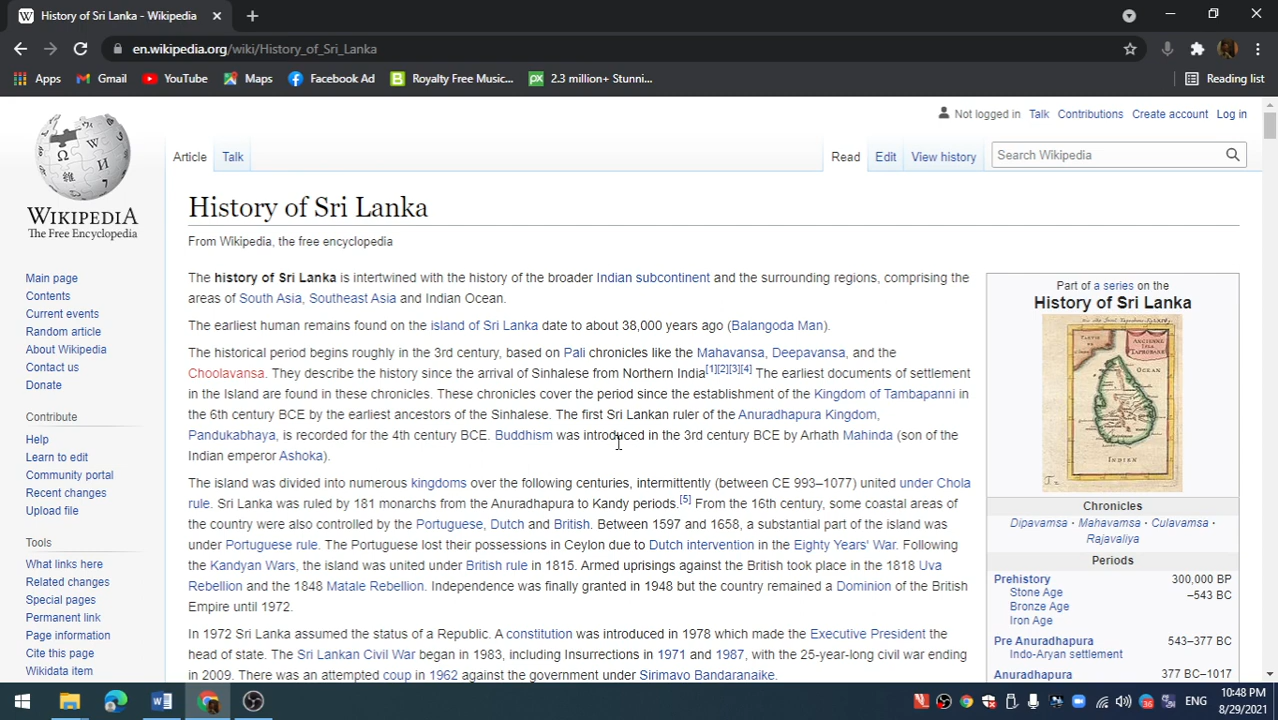 History of Sri Lanka - Wikipedia
en.wikipedia.org/wiki/History_of_Sri_Lanka
Apps Gmail YouTube Maps Facebook Ad Royalty Free Music... 2.3 million+ Stunni... Reading list
Not logged in Talk Contributions Create account Log in
Article Talk Read Edit View history Search Wikipedia
WIKIPEDIA
The Free Encyclopedia
Main page
Contents
Current events
Random article
About Wikipedia
Contact us
Donate
Contribute
Help
Learn to edit
Community portal
Recent changes
Upload file
Tools
What links here
Related changes
Special pages
Permanent link
Page information
Cite this page
Wikidata item
History of Sri Lanka
From Wikipedia, the free encyclopedia
The history of Sri Lanka is intertwined with the history of the broader Indian subcontinent and the surrounding regions, comprising the
areas of South Asia, Southeast Asia and Indian Ocean.
The earliest human remains found on the island of Sri Lanka date to about 38,000 years ago (Balangoda Man).
The historical period begins roughly in the 3rd century, based on Pali chronicles like the Mahavansa, Deepavansa, and the
Choolavansa. They describe the history since the arrival of Sinhalese from Northern India[1][2][3][4] The earliest documents of settlement
in the Island are found in these chronicles. These chronicles cover the period since the establishment of the Kingdom of Tambapanni in
the 6th century BCE by the earliest ancestors of the Sinhalese. The first Sri Lankan ruler of the Anuradhapura Kingdom,
Pandukabhaya, is recorded for the 4th century BCE. Buddhism was introduced in the 3rd century BCE by Arhath Mahinda (son of the
Indian emperor Ashoka).
The island was divided into numerous kingdoms over the following centuries, intermittently (between CE 993–1077) united under Chola
rule. Sri Lanka was ruled by 181 monarchs from the Anuradhapura to Kandy periods.[5] From the 16th century, some coastal areas of
the country were also controlled by the Portuguese, Dutch and British. Between 1597 and 1658, a substantial part of the island was
under Portuguese rule. The Portuguese lost their possessions in Ceylon due to Dutch intervention in the Eighty Years' War. Following
the Kandyan Wars, the island was united under British rule in 1815. Armed uprisings against the British took place in the 1818 Uva
Rebellion and the 1848 Matale Rebellion. Independence was finally granted in 1948 but the country remained a Dominion of the British
Empire until 1972.
In 1972 Sri Lanka assumed the status of a Republic. A constitution was introduced in 1978 which made the Executive President the
head of state. The Sri Lankan Civil War began in 1983, including Insurrections in 1971 and 1987, with the 25-year-long civil war ending
in 2009. There was an attempted coup in 1962 against the government under Sirimavo Bandaranaike.
Part of a series on the
History of Sri Lanka
ANCIENNE
ISLE
TAPROBANE
OCEAN
INDIEN
Chronicles
Dipavamsa · Mahavamsa · Culavamsa ·
Rajavaliya
Periods
Prehistory 300,000 BP
–543 BC
Stone Age
Bronze Age
Iron Age
Pre Anuradhapura 543–377 BC
Indo-Aryan settlement
Anuradhapura 377 BC–1017
ENG
10:48 PM
8/29/2021